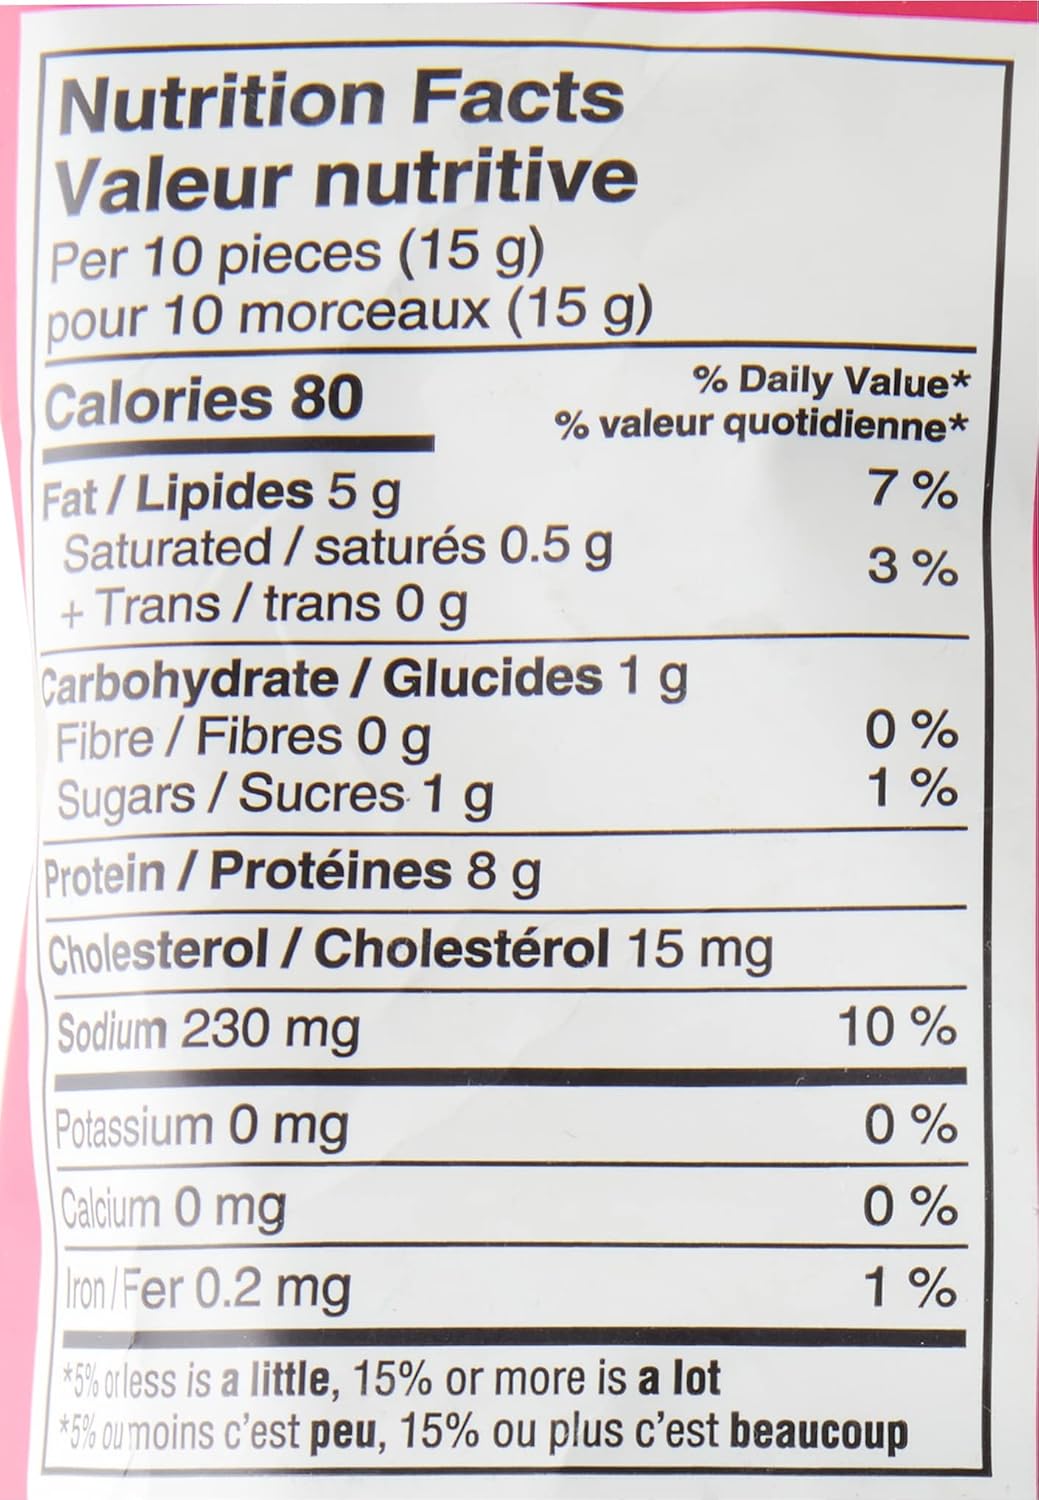 Nutrition Facts
Valeur nutritive
Per 10 pieces (15 g)
pour 10 morceaux (15 g)
Calories 80
% Daily Value*
% valeur quotidienne*
Fat / Lipides 5 g 7 %
Saturated / saturés 0.5 g
+ Trans / trans 0 g 3 %
Carbohydrate / Glucides 1 g
Fibre / Fibres 0 g 0 %
Sugars / Sucres 1 g 1 %
Protein / Protéines 8 g
Cholesterol / Cholestérol 15 mg
Sodium 230 mg 10 %
Potassium 0 mg 0 %
Calcium 0 mg 0 %
Iron / Fer 0.2 mg 1 %
*5% or less is a little, 15% or more is a lot
*5% ou moins c'est peu, 15% ou plus c'est beaucoup